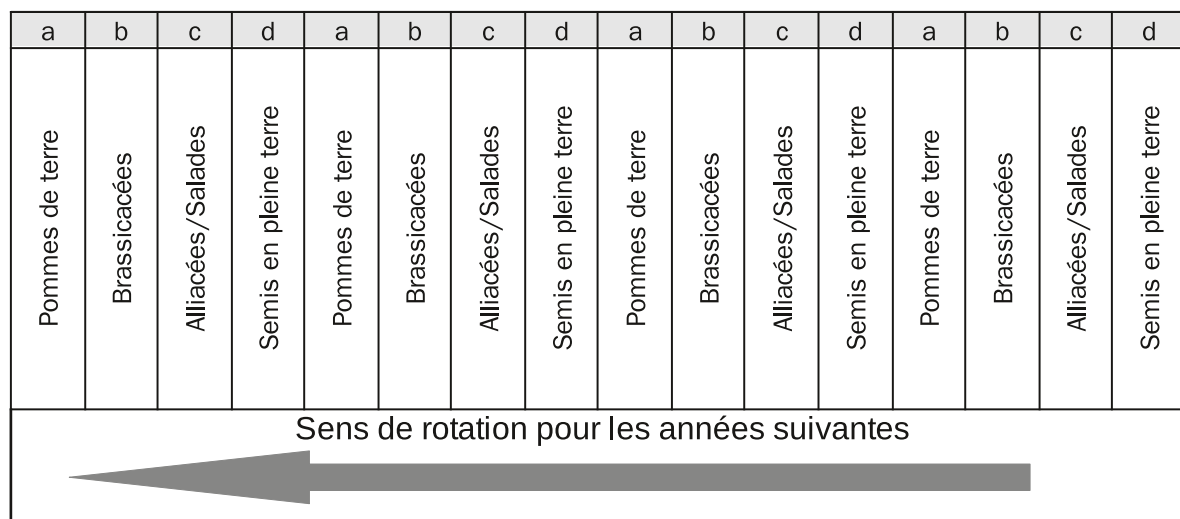 a b c d a b c d a b c d a b c d
Pommes de terre
Brassicacées
Alliacées/Salades
Semis en pleine terre
Pommes de terre
Brassicacées
Alliacées/Salades
Semis en pleine terre
Pommes de terre
Brassicacées
Alliacées/Salades
Semis en pleine terre
Pommes de terre
Brassicacées
Alliacées/Salades
Semis en pleine terre
Sens de rotation pour les années suivantes